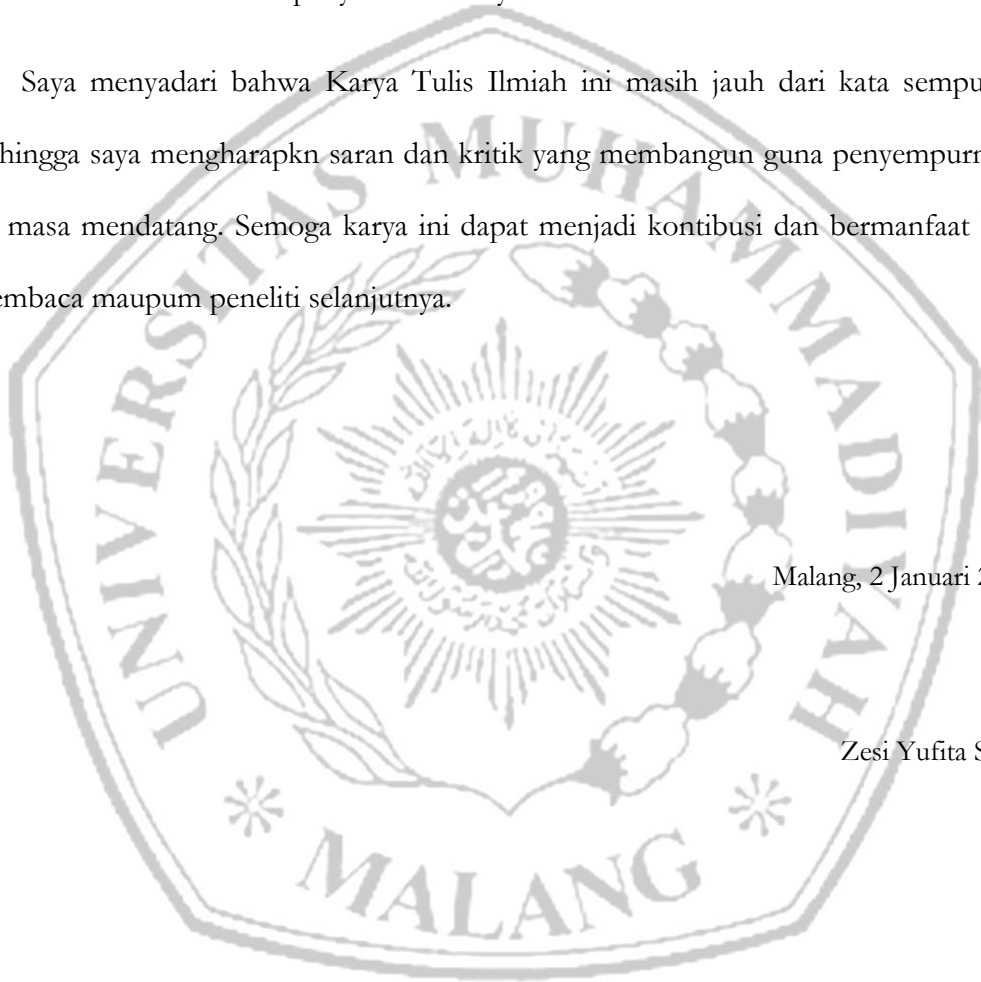 Saya menyadari bahwa Karya Tulis Ilmiah ini masih jauh dari kata sempu
hingga saya mengharapkn saran dan kritik yang membangun guna penyempurn
masa mendatang. Semoga karya ini dapat menjadi kontibusi dan bermanfaat
embaca maupum peneliti selanjutnya.
UNIVERSITAS MUHAMMADIYAH
Malang, 2 Januari 2
Zesi Yufita S
MALANG